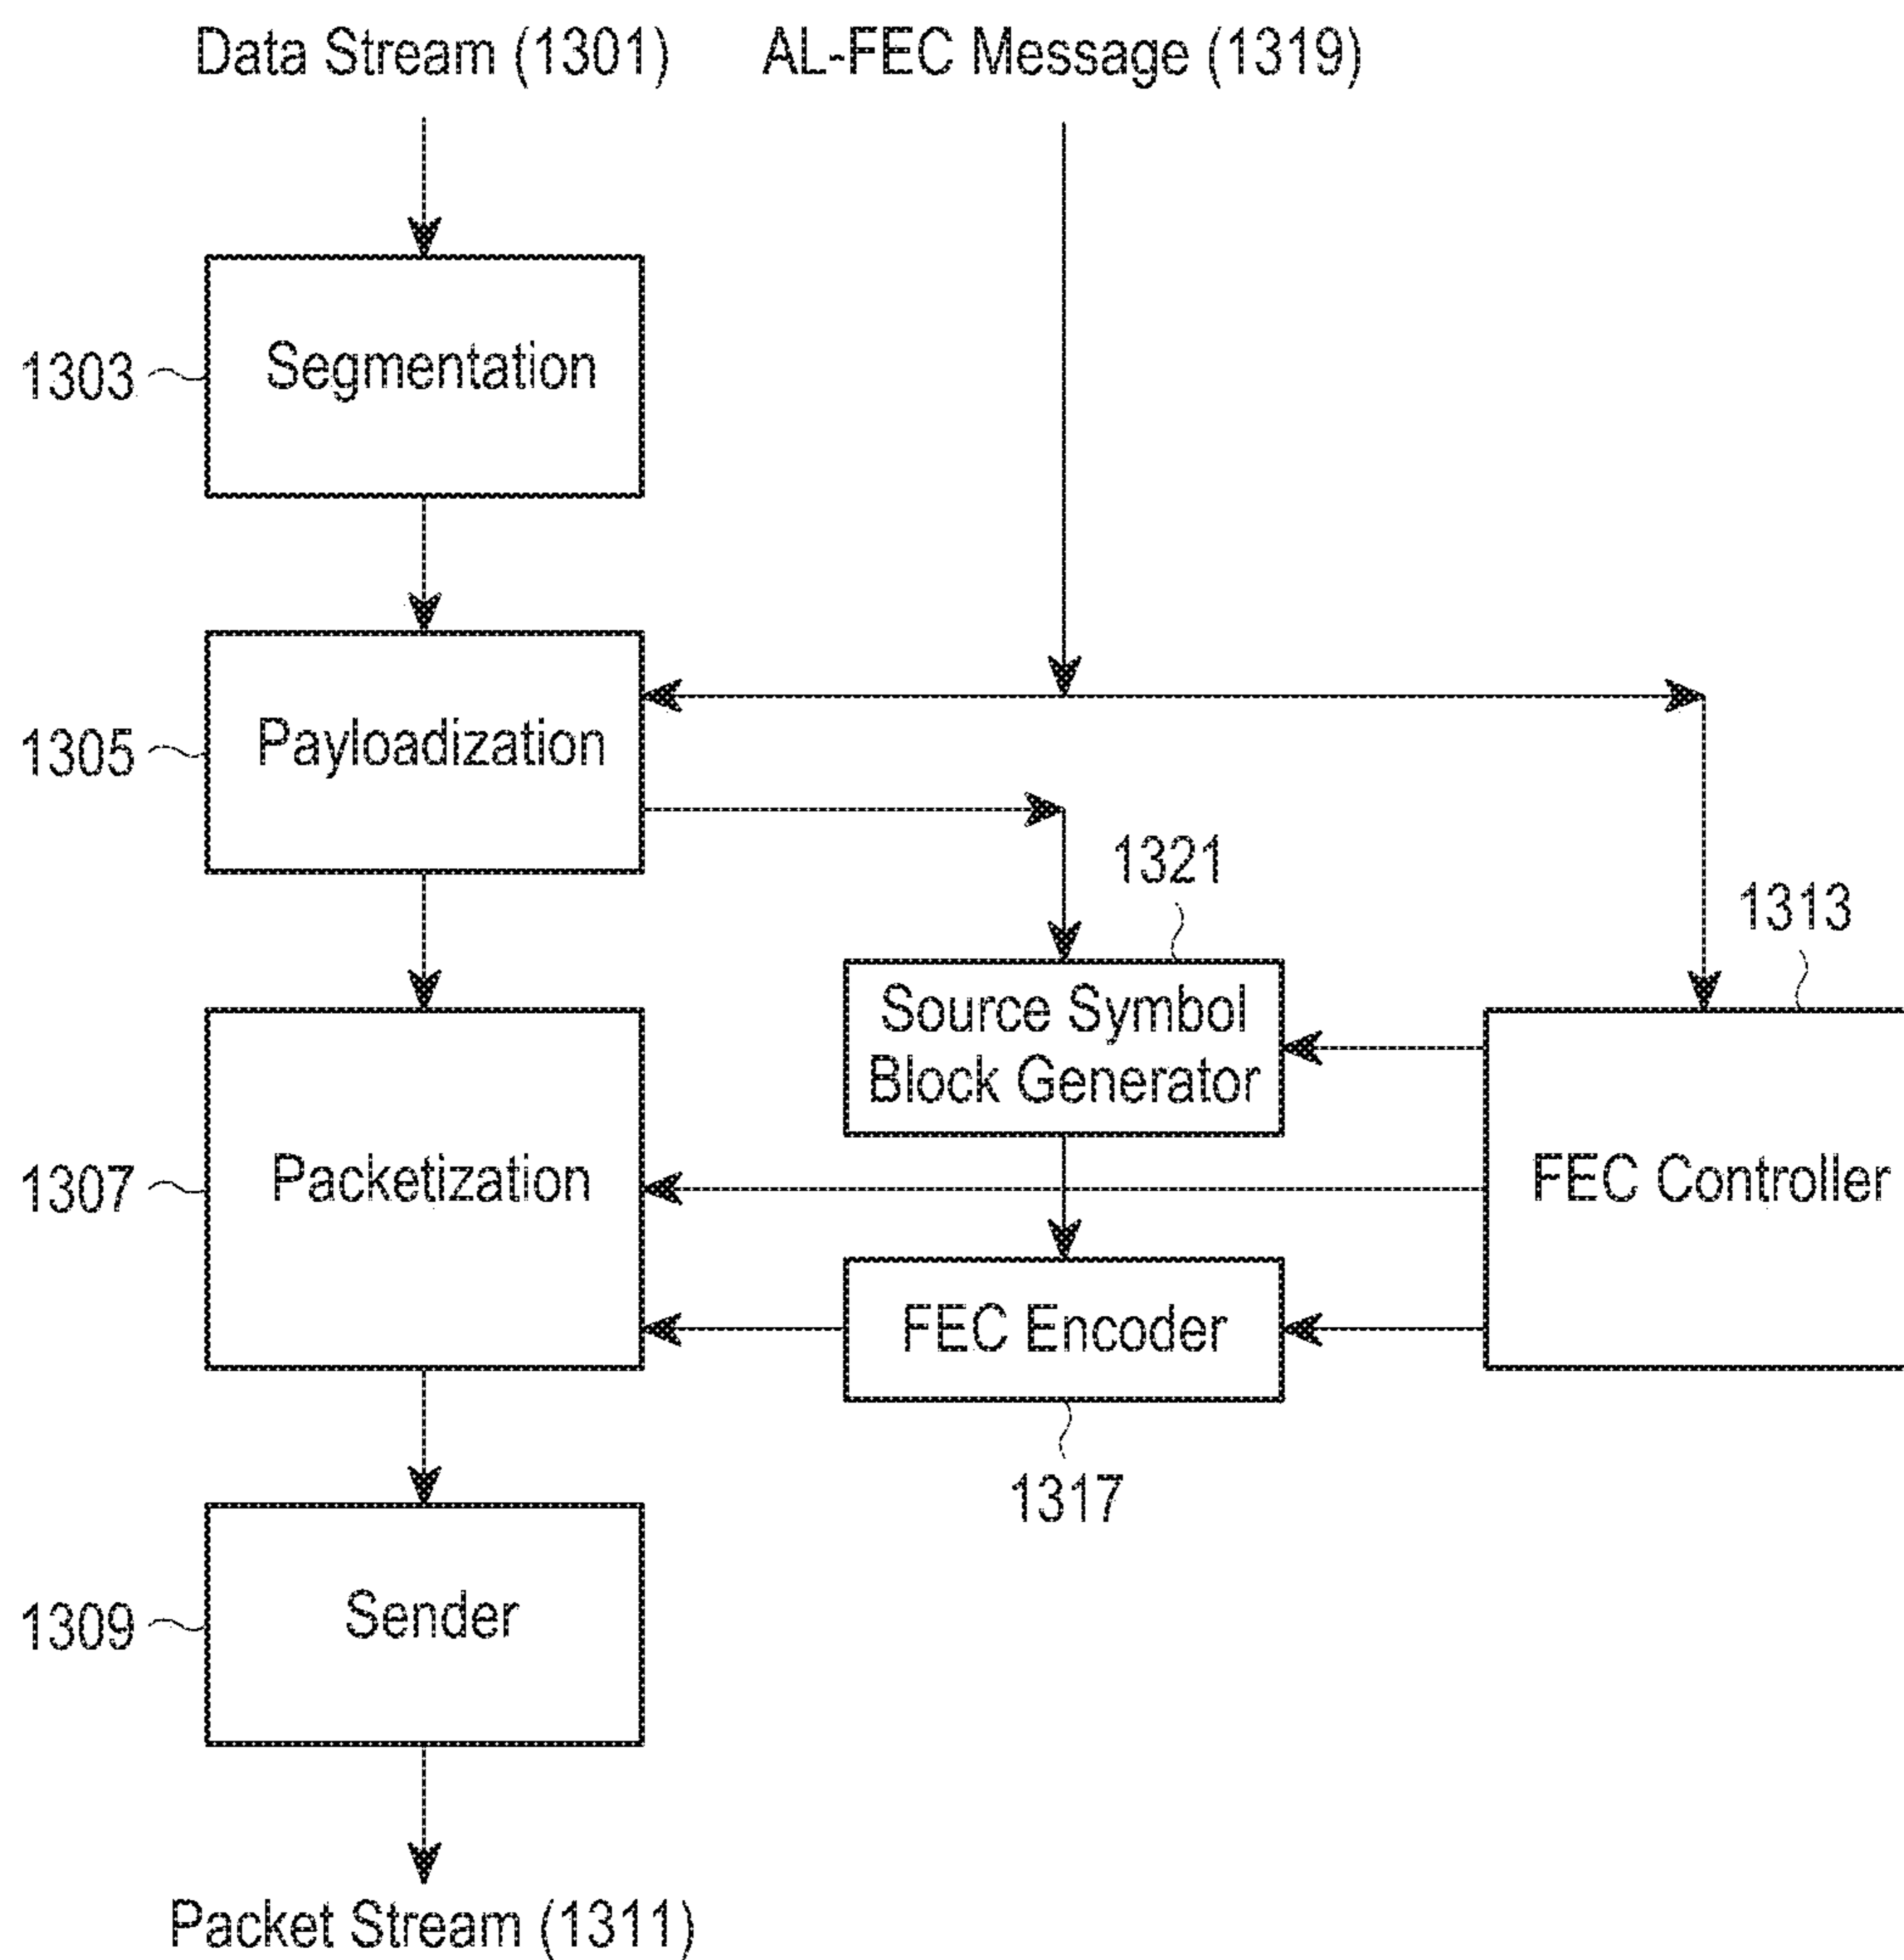 Data Stream (1301)
AL-FEC Message (1319)
1303
Segmentation
1305
Payloadization
1321
1313
Source Symbol
Block Generator
1307
Packetization
FEC Controller
FEC Encoder
1317
1309
Sender
Packet Stream (1311)